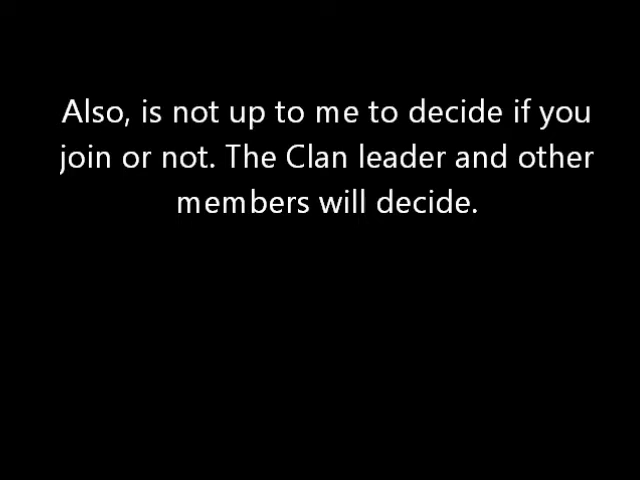 Also, is not up to me to decide if you
join or not. The Clan leader and other
members will decide.